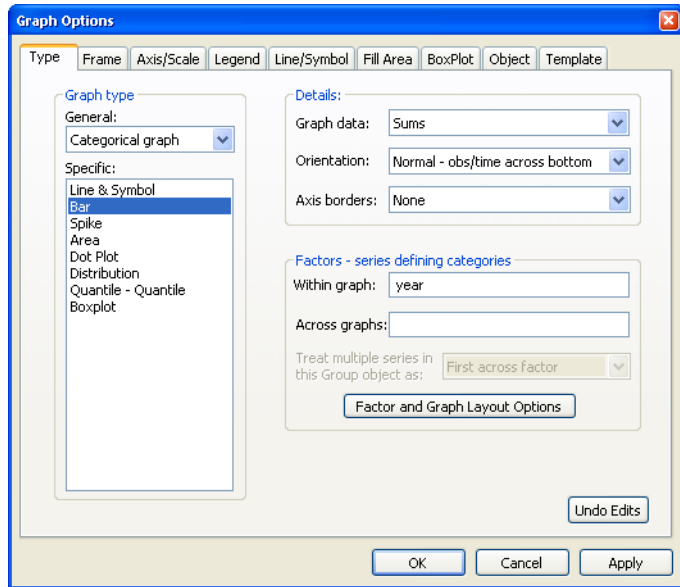 Graph Options
Type Frame Axis/Scale Legend Line/Symbol Fill Area BoxPlot Object Template
Graph type
General:
Categorical graph
Specific:
Line & Symbol
Bar
Spike
Area
Dot Plot
Distribution
Quantile - Quantile
Boxplot
Details:
Graph data: Sums
Orientation: Normal - obs/time across bottom
Axis borders: None
Factors - series defining categories
Within graph: year
Across graphs:
Treat multiple series in
this Group object as: First across factor
Factor and Graph Layout Options
Undo Edits
OK Cancel Apply